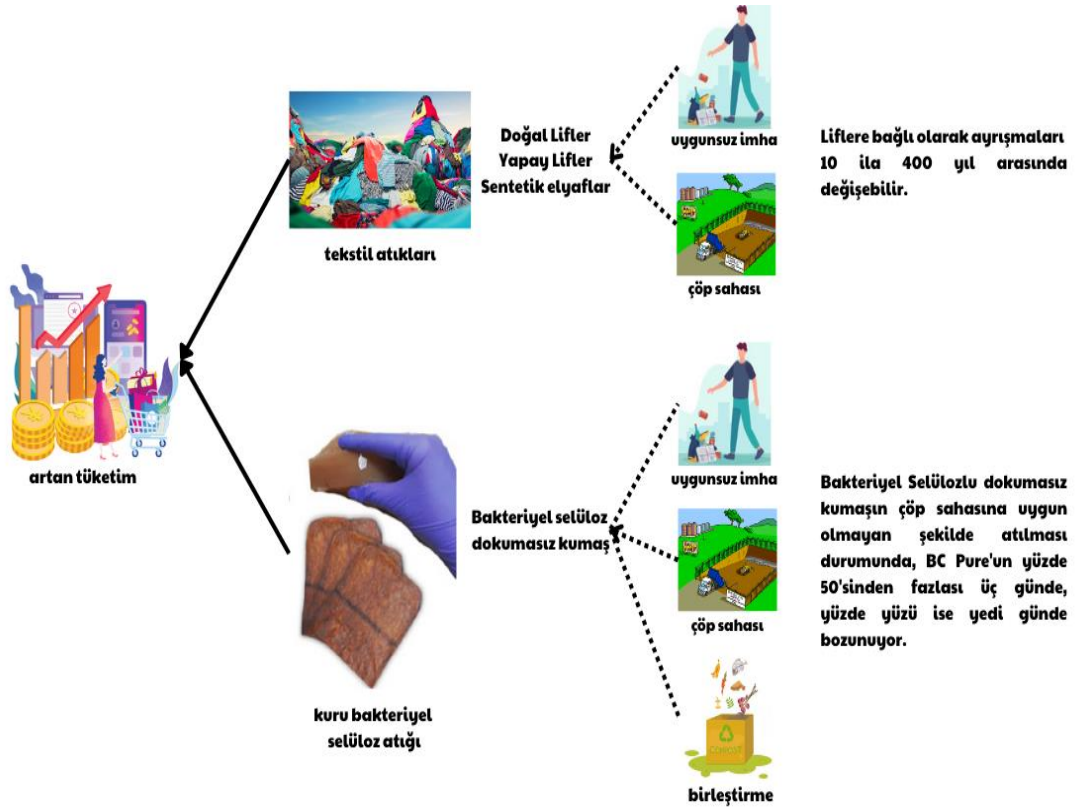 artan tüketim
tekstil atıkları
Doğal Lifler
Yapay Lifler
Sentetik elyaflar
uygunsuz imha
çöp sahası
Liflere bağlı olarak ayrışmaları
10 ila 400 yıl arasında
değişebilir.
kuru bakteriyel
selüloz atığı
Bakteriyel selüloz
dokumasız kumaş
uygunsuz imha
çöp sahası
COMPOST
birleştirme
Bakteriyel Selülozlu dokumasız
kumaşın çöp sahasına uygun
olmayan şekilde atılması
durumunda, BC Pure'un yüzde
50'sinden fazlası üç günde,
yüzde yüzü ise yedi günde
bozunuyor.